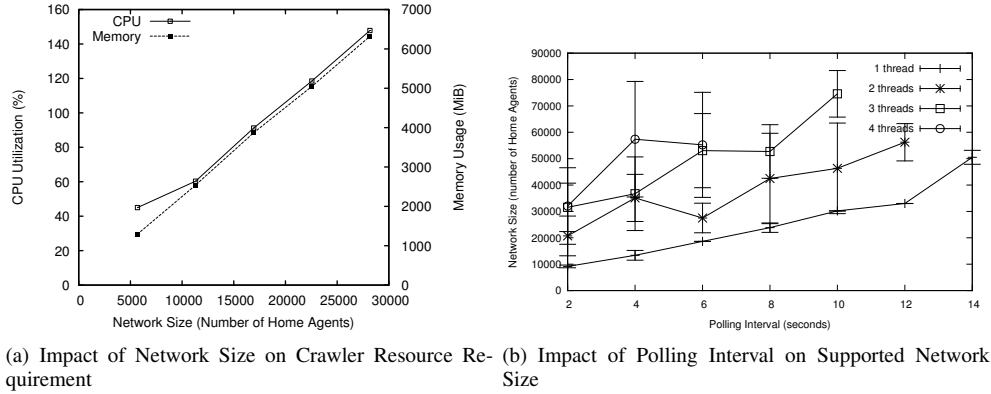 160
140
120
100
80
60
40
20
0
CPU
Memory
7000
6000
5000
4000
3000
2000
1000
0
CPU Utilization (%)
Memory Usage (MiB)
0 5000 10000 15000 20000 25000 30000
Network Size (Number of Home Agents)
90000
80000
70000
60000
50000
40000
30000
20000
10000
0
1 thread
2 threads
3 threads
4 threads
Network Size (number of Home Agents)
2 4 6 8 10 12 14
Polling Interval (seconds)
(a) Impact of Network Size on Crawler Resource Re-
quirement
(b) Impact of Polling Interval on Supported Network
Size